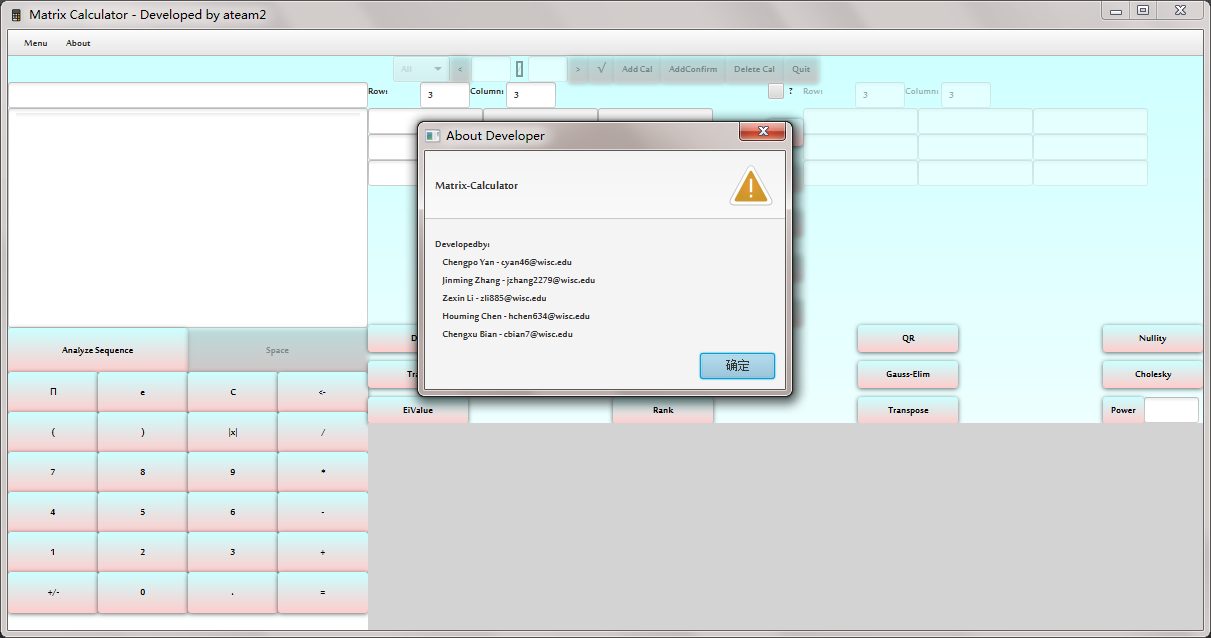 Matrix Calculator - Developed by ateam2
Menu About
All < [] > √ Add Cal AddConfirm Delete Cal Quit
Row: 3 Column: 3 ? Row: 3 Column: 3
About Developer
Matrix-Calculator
Developedby:
Chengpo Yan - cyan46@wisc.edu
Jinming Zhang - jzhang2279@wisc.edu
Zexin Li - zli885@wisc.edu
Houming Chen - hchen634@wisc.edu
Chengxu Bian - cbian7@wisc.edu
确定
QR Nullity
Gauss-Elim Cholesky
EiValue Rank Transpose Power
Analyze Sequence Space
Π e C <-
( ) |x| /
7 8 9 *
4 5 6 -
1 2 3 +
+/- 0 . =